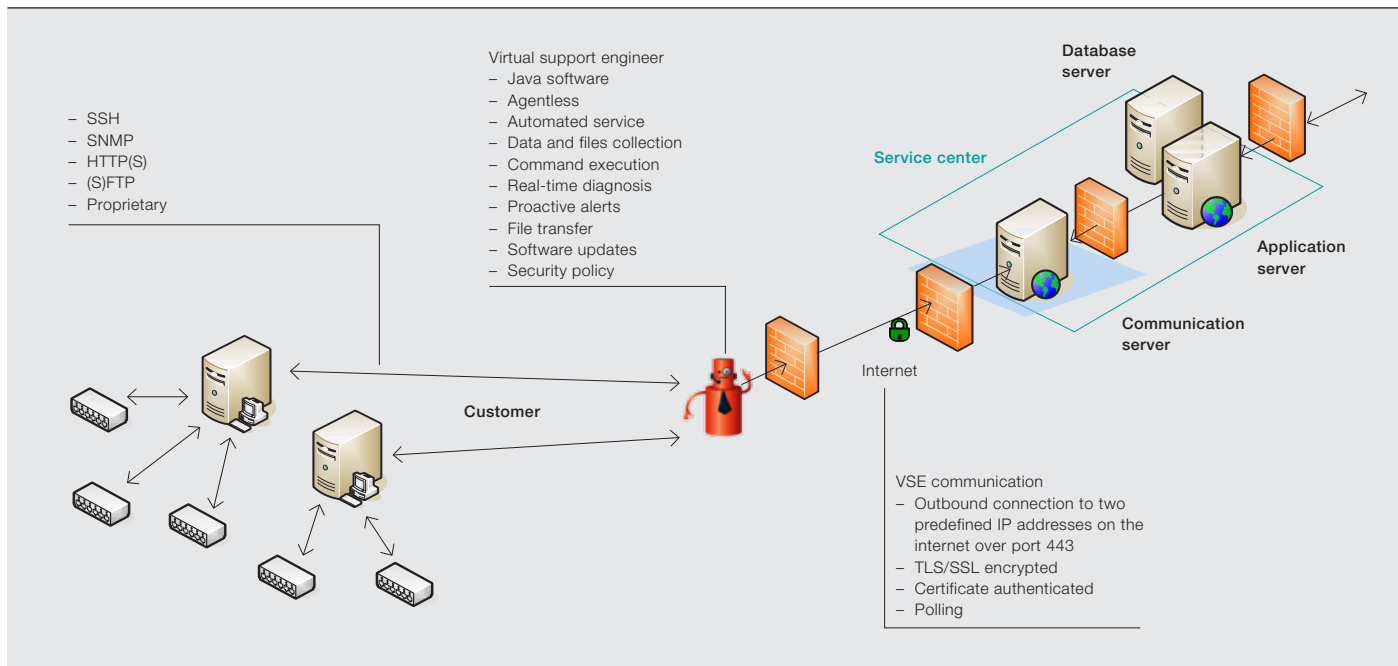 – SSH
– SNMP
– HTTP(S)
– (S)FTP
– Proprietary
Virtual support engineer
– Java software
– Agentless
– Automated service
– Data and files collection
– Command execution
– Real-time diagnosis
– Proactive alerts
– File transfer
– Software updates
– Security policy
Database
server
Service center
Application
server
Communication
server
Internet
Customer
VSE communication
– Outbound connection to two
predefined IP addresses on the
internet over port 443
– TLS/SSL encrypted
– Certificate authenticated
– Polling